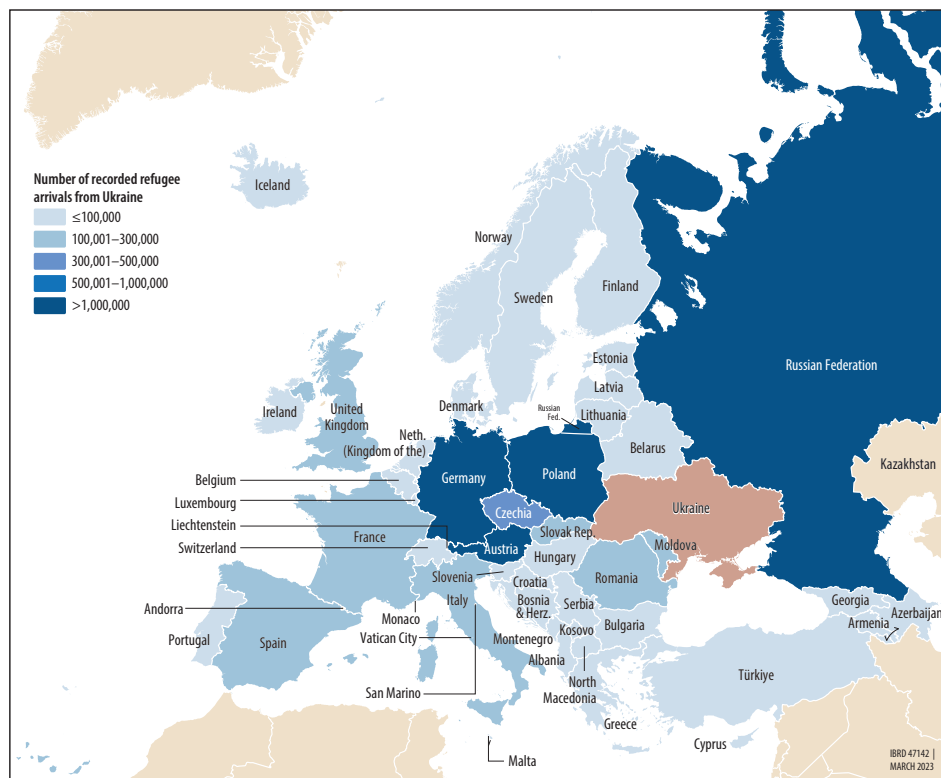 Number of recorded refugee
arrivals from Ukraine
≤100,000
100,001–300,000
300,001–500,000
500,001–1,000,000
>1,000,000
Iceland
Norway
Sweden
Finland
Estonia
Latvia
Lithuania
Russian
Fed.
Denmark
Russian Federation
Ireland
United
Kingdom
Neth.
(Kingdom of the)
Belarus
Kazakhstan
Belgium
Germany
Poland
Luxembourg
Czechia
Ukraine
Liechtenstein
France
Slovak Rep.
Switzerland
Austria
Moldova
Hungary
Slovenia
Romania
Italy
Croatia
Andorra
Monaco
Bosnia
& Herz.
Serbia
Georgia
Azerbaijan
Armenia
Portugal
Spain
Vatican City
Montenegro
Kosovo
Bulgaria
Albania
San Marino
North
Macedonia
Türkiye
Greece
Cyprus
Malta
IBRD 47142 |
MARCH 2023